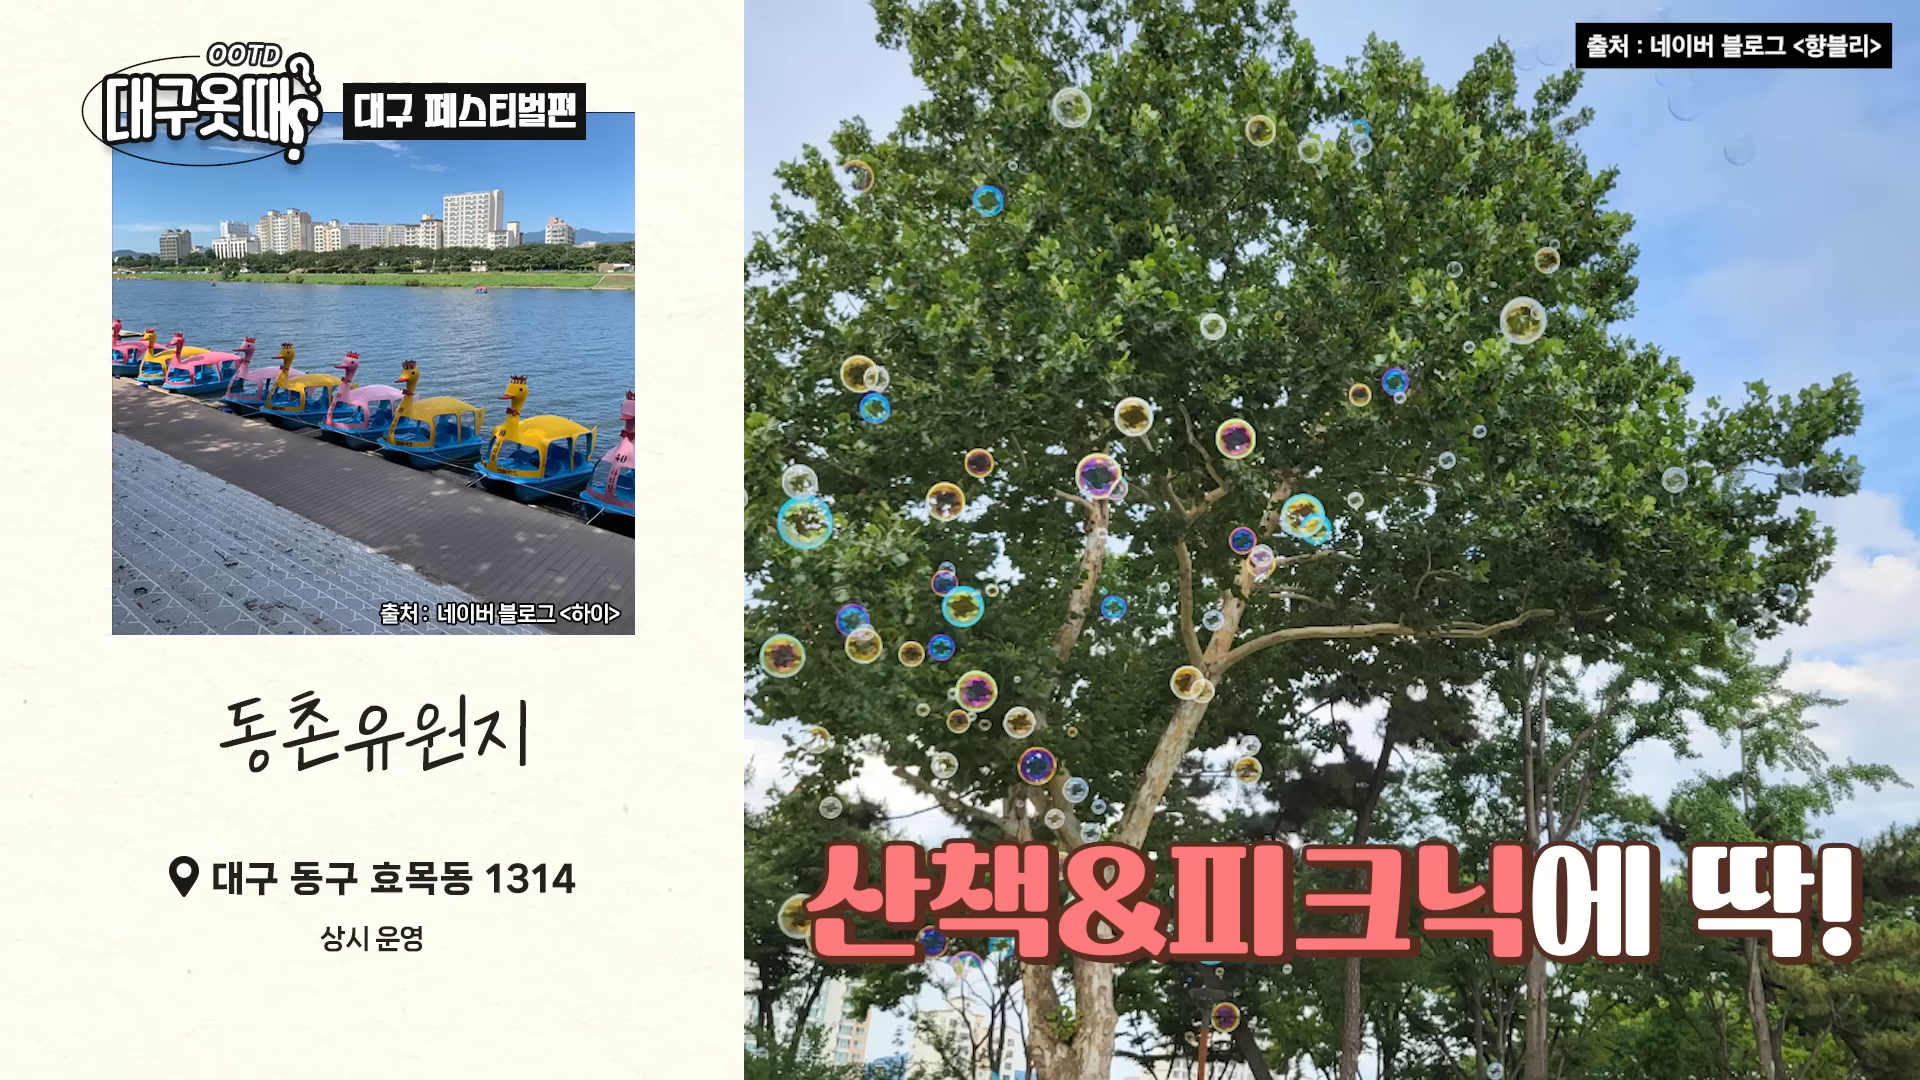 OOTD
대구옷때??
대구 페스티벌편
출처 : 네이버 블로그 <하이>
동촌유원지
대구 동구 효목동 1314
상시 운영
출처 : 네이버 블로그 <향블리>
산책&피크닉에 딱!